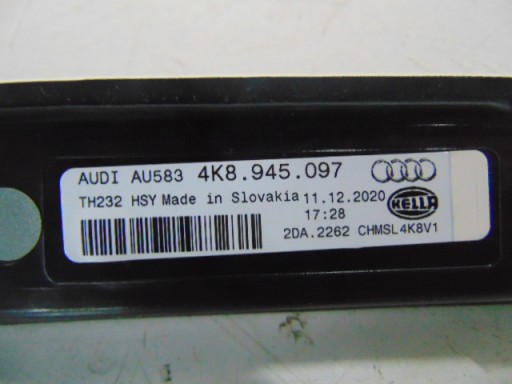 AUDI AU583 4K8.945.097
TH232 HSY Made in Slovakia 11.12.2020
17:28
HELLA
2DA.2262 CHMSL4K8V1